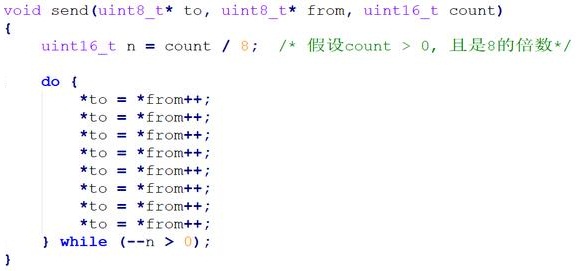 void send(uint8_t* to, uint8_t* from, uint16_t count)
{
    uint16_t n = count / 8;  /* 假设count > 0, 且是8的倍数*/

    do {
        *to = *from++;
        *to = *from++;
        *to = *from++;
        *to = *from++;
        *to = *from++;
        *to = *from++;
        *to = *from++;
        *to = *from++;
    } while (--n > 0);
}